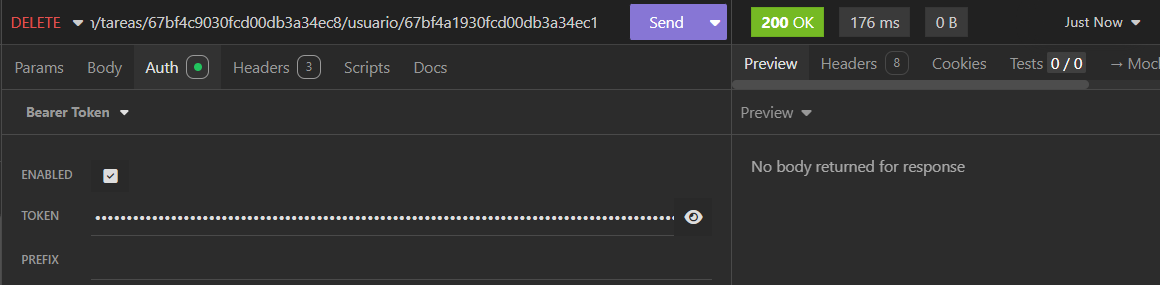 DELETE ı/tareas/67bf4c9030fcd00db3a34ec8/usuario/67bf4a1930fcd00db3a34ec1 Send 200 OK 176 ms 0 B Just Now
Params Body Auth Headers 3 Scripts Docs Preview Headers 8 Cookies Tests 0 / 0 → Mock
Bearer Token Preview
ENABLED No body returned for response
TOKEN ••••••••••••••••••••••••••••••••••••••••••••••••••••••••••••••••••••••••••••••••••••••••
PREFIX